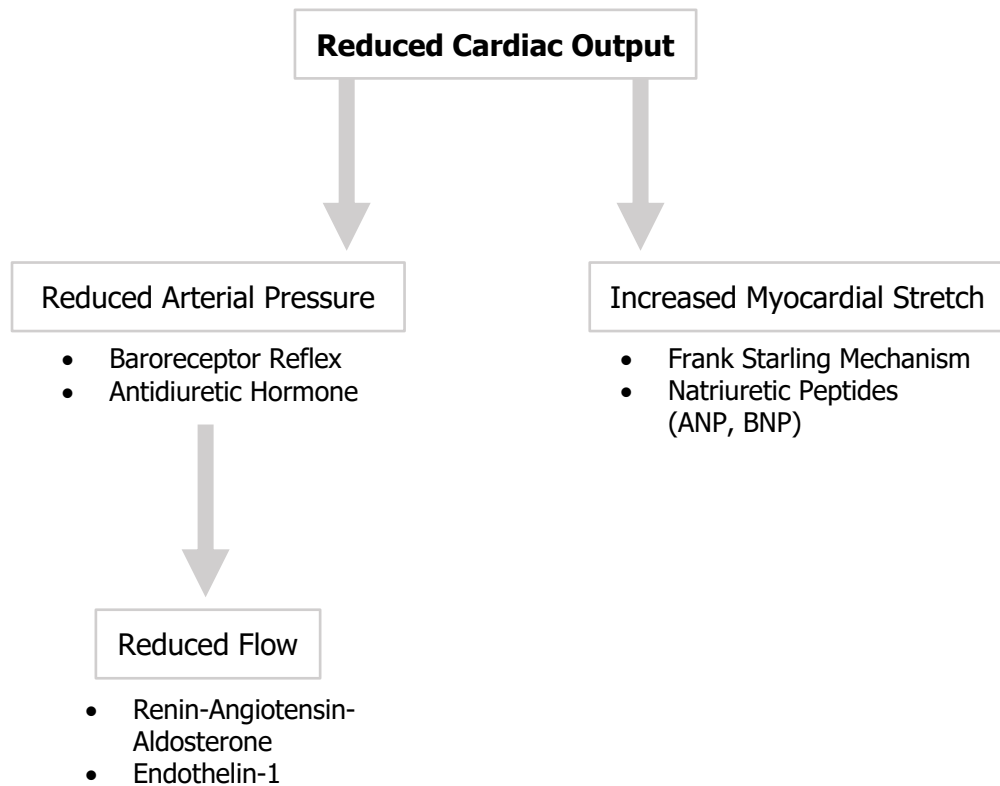 Reduced Cardiac Output
Reduced Arterial Pressure
• Baroreceptor Reflex
• Antidiuretic Hormone
Increased Myocardial Stretch
• Frank Starling Mechanism
• Natriuretic Peptides
(ANP, BNP)
Reduced Flow
• Renin-Angiotensin-
Aldosterone
• Endothelin-1